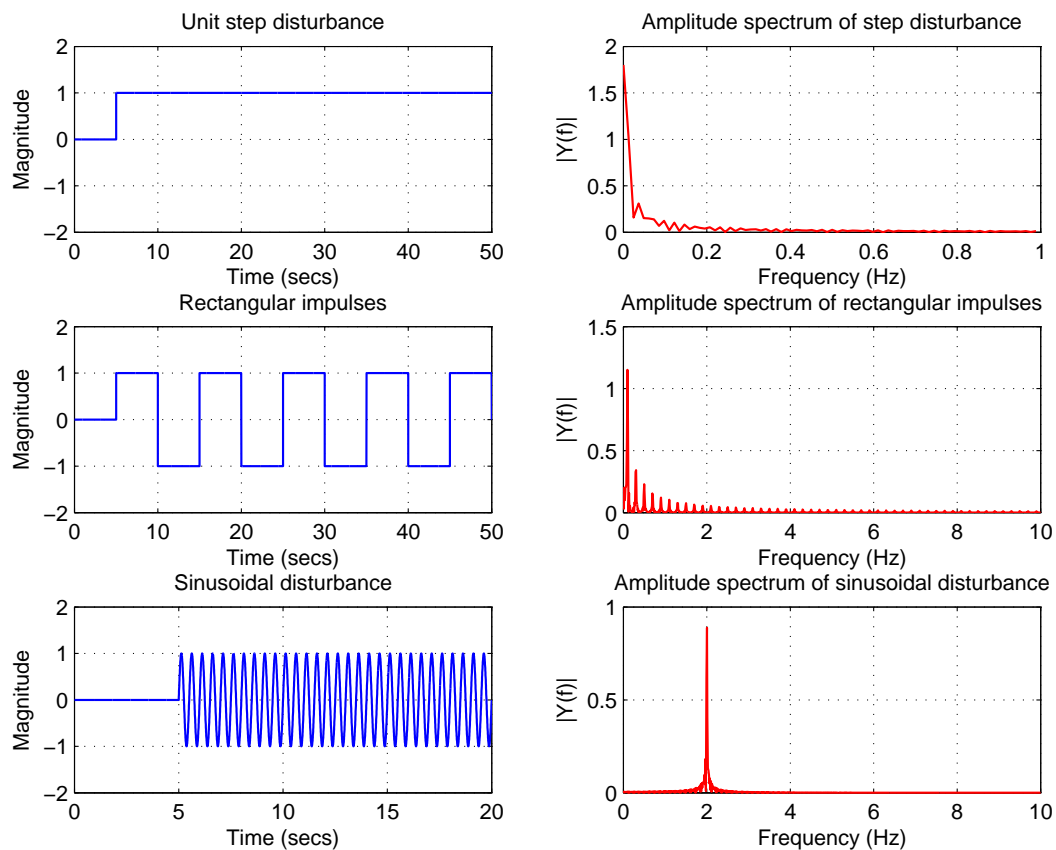 Unit step disturbance
2
1
0
−1
−2
Magnitude
0 10 20 30 40 50
Time (secs)
Amplitude spectrum of step disturbance
2
1.5
1
0.5
0
|Y(f)|
0 0.2 0.4 0.6 0.8 1
Frequency (Hz)
Rectangular impulses
2
1
0
−1
−2
Magnitude
0 10 20 30 40 50
Time (secs)
Amplitude spectrum of rectangular impulses
1.5
1
0.5
0
|Y(f)|
0 2 4 6 8 10
Frequency (Hz)
Sinusoidal disturbance
2
1
0
−1
−2
Magnitude
0 5 10 15 20
Time (secs)
Amplitude spectrum of sinusoidal disturbance
1
0.5
0
|Y(f)|
0 2 4 6 8 10
Frequency (Hz)